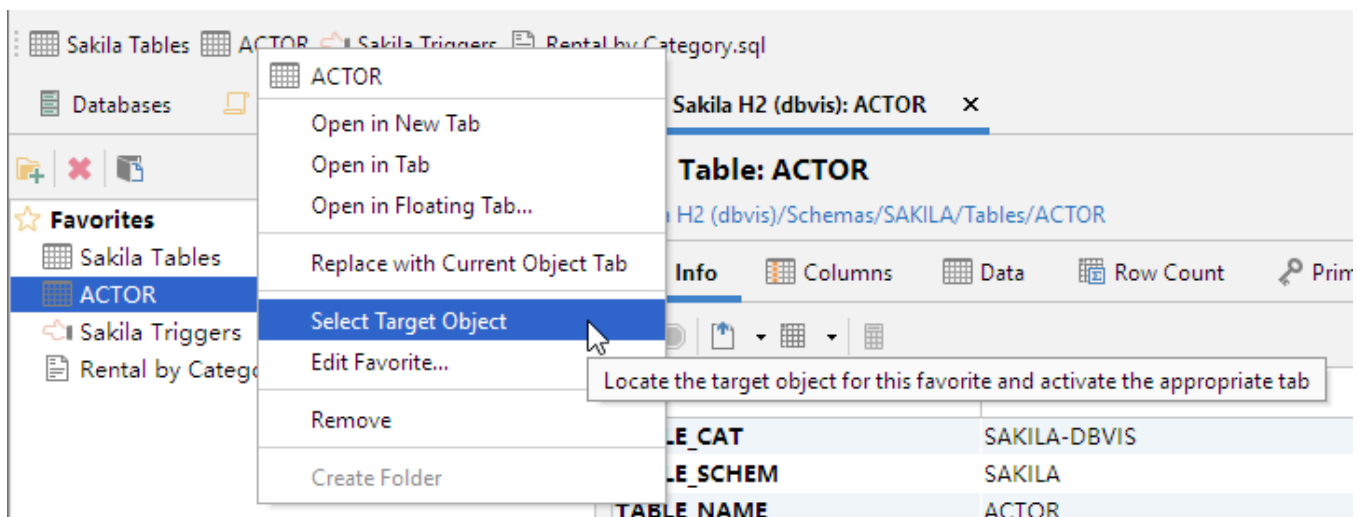 Sakila Tables ACTOR Sakila Triggers Rental by Category.sql
ACTOR
Databases
Sakila H2 (dbvis): ACTOR ×
Open in New Tab
Open in Tab
Table: ACTOR
Open in Floating Tab...
H2 (dbvis)/Schemas/SAKILA/Tables/ACTOR
Favorites
Sakila Tables
Replace with Current Object Tab
Info Columns Data Row Count Prim
ACTOR
Select Target Object
Sakila Triggers
Edit Favorite...
Rental by Catego
Locate the target object for this favorite and activate the appropriate tab
Remove
LE_CAT SAKILA-DBVIS
LE_SCHEM SAKILA
Create Folder
TABLE_NAME ACTOR